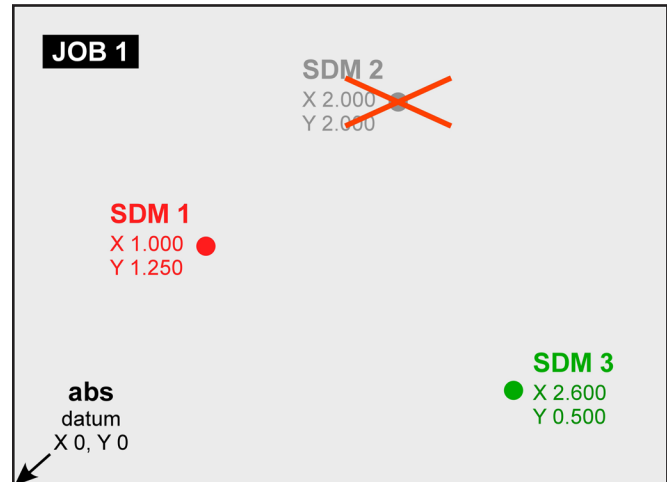 JOB 1
SDM 2
X 2.000
Y 2.000
SDM 1
X 1.000
Y 1.250
SDM 3
X 2.600
Y 0.500
abs
datum
X 0, Y 0